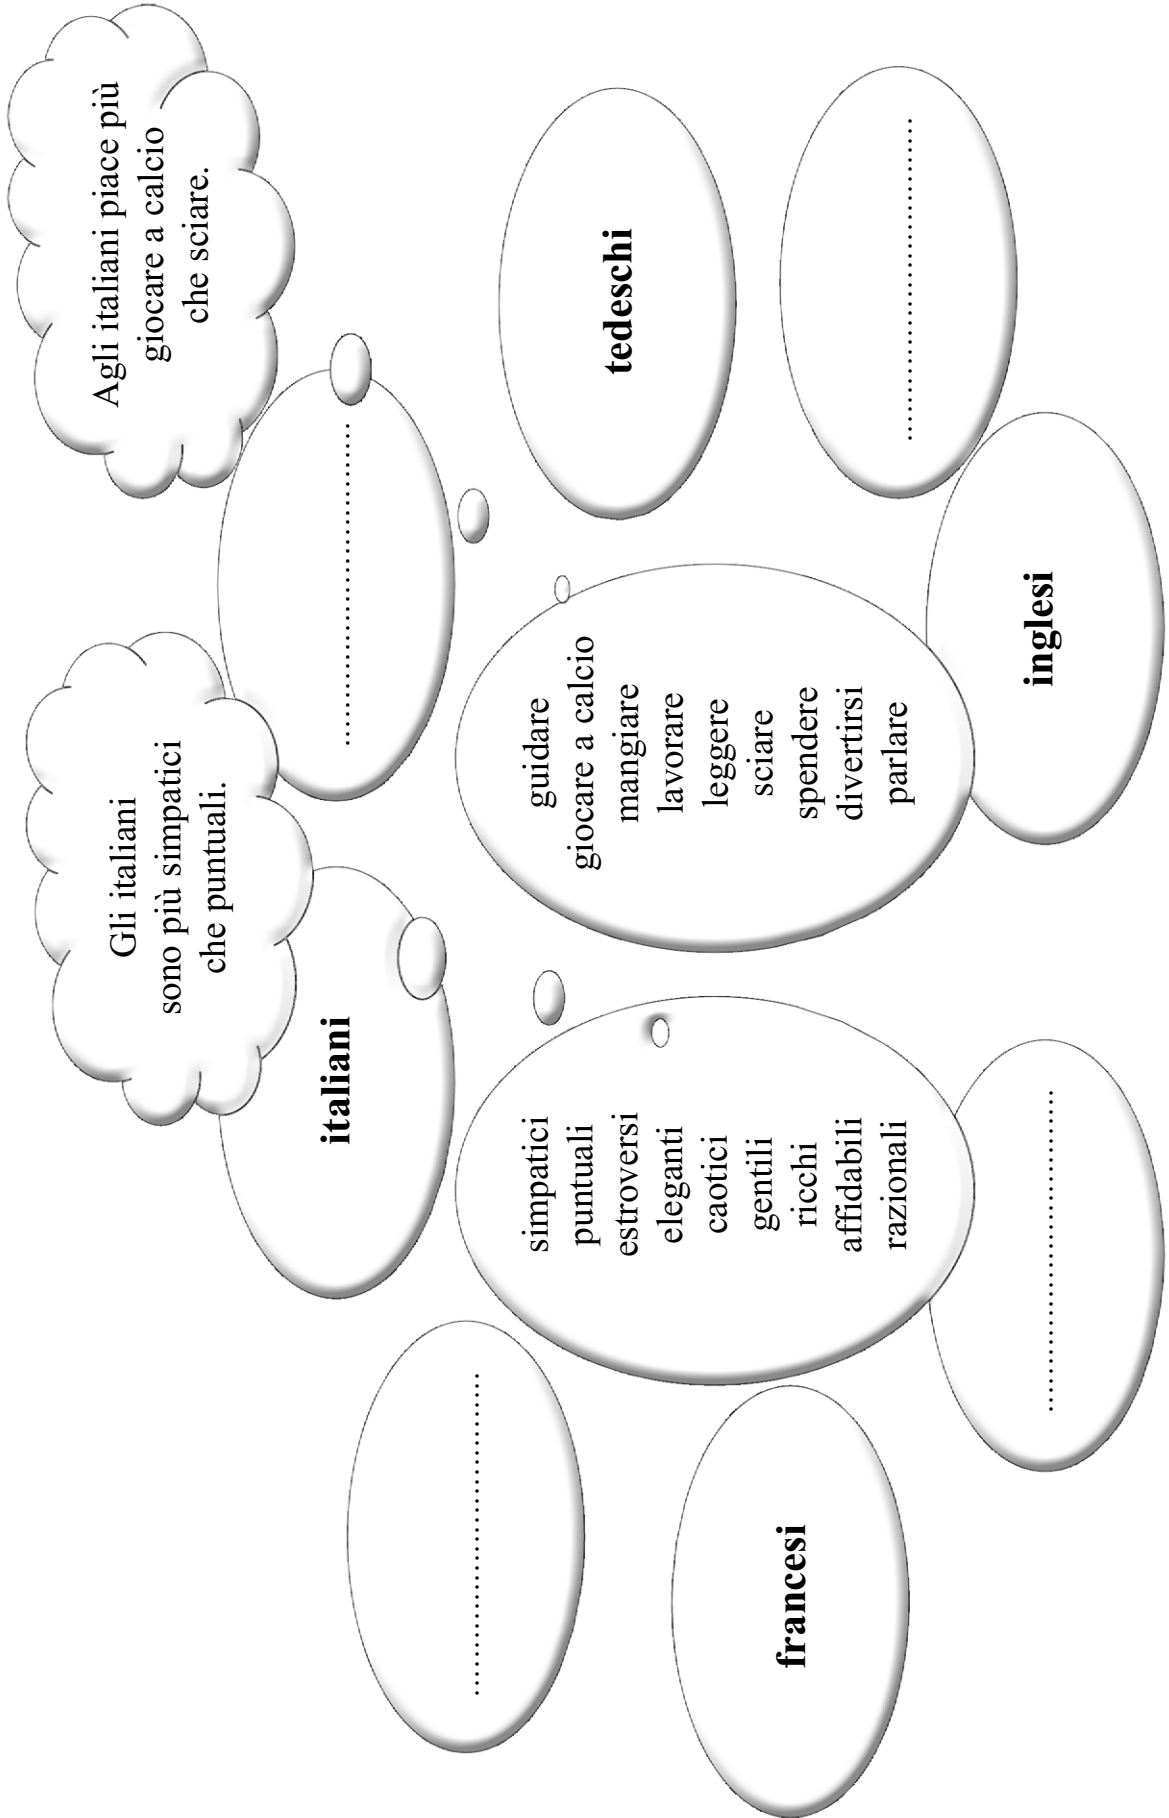 Gli italiani
sono più simpatici
che puntuali.
Agli italiani piace più
giocare a calcio
che sciare.
italiani
........................................
........................................
simpatici
puntuali
estroversi
eleganti
caotici
gentili
ricchi
affidabili
razionali
guidare
giocare a calcio
mangiare
lavorare
leggere
sciare
spendere
divertirsi
parlare
tedeschi
francesi
........................................
........................................
inglesi